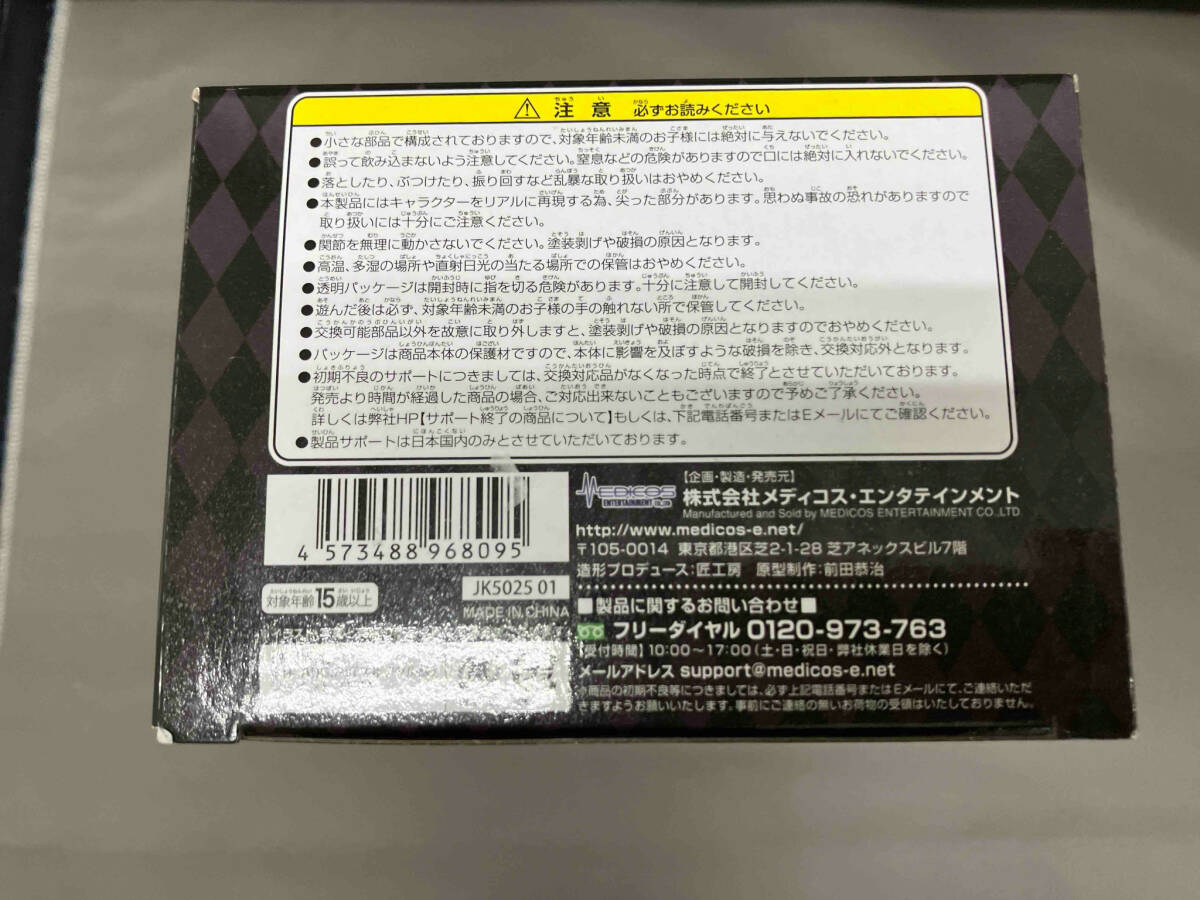 注意 必ずお読みください
●小さな部品で構成されておりますので、対象年齢未満のお子様には絶対に与えないでください。
●誤って飲み込まないよう注意してください。窒息などの危険がありますので口には絶対に入れないでください。
●落としたり、ぶつけたり、振り回すなど乱暴な取り扱いはおやめください。
●本製品にはキャラクターをリアルに再現する為、尖った部分があります。思わぬ事故の恐れがありますので
取り扱いには十分にご注意ください。
●関節を無理に動かさないでください。塗装剥げや破損の原因となります。
●高温、多湿の場所や直射日光の当たる場所での保管はおやめください。
●透明パッケージは開封時に指を切る危険があります。十分に注意して開封してください。
●遊んだ後は必ず、対象年齢未満のお子様の手の触れない所で保管してください。
●交換可能部品以外を故意に取り外しますと、塗装剥げや破損の原因となりますのでおやめください。
●パッケージは商品本体の保護材ですので、本体に影響を及ぼすような破損を除き、交換対応外となります。
●初期不良のサポートにつきましては、交換対応品がなくなった時点で終了とさせていただいております。
発売より時間が経過した商品の場合、ご対応出来ないこともございますので予めご了承ください。
詳しくは弊社HP【サポート終了の商品について】もしくは、下記電話番号またはEメールにてご確認ください。
●製品サポートは日本国内のみとさせていただいております。
4 573488 968095
対象年齢15歳以上
JK5025 01
MADE IN CHINA
MEDICOS
ENTERTAINMENT
【企画・製造・発売元】
株式会社メディコス・エンタテインメント
Manufactured and Sold by MEDICOS ENTERTAINMENT CO.,LTD
http://www.medicos-e.net/
〒105-0014 東京都港区芝2-1-28 芝アネックスビル7階
造形プロデュース:匠工房 原型制作:前田恭治
■製品に関するお問い合わせ■
フリーダイヤル 0120-973-763
【受付時間】10:00〜17:00(土・日・祝日・弊社休業日を除く)
メールアドレス support@medicos-e.net
※商品の初期不良等につきましては、必ず上記電話番号またはEメールにて、ご連絡いただ
きますようお願いいたします。事前にご連絡の無いお荷物の受領はいたしておりません。